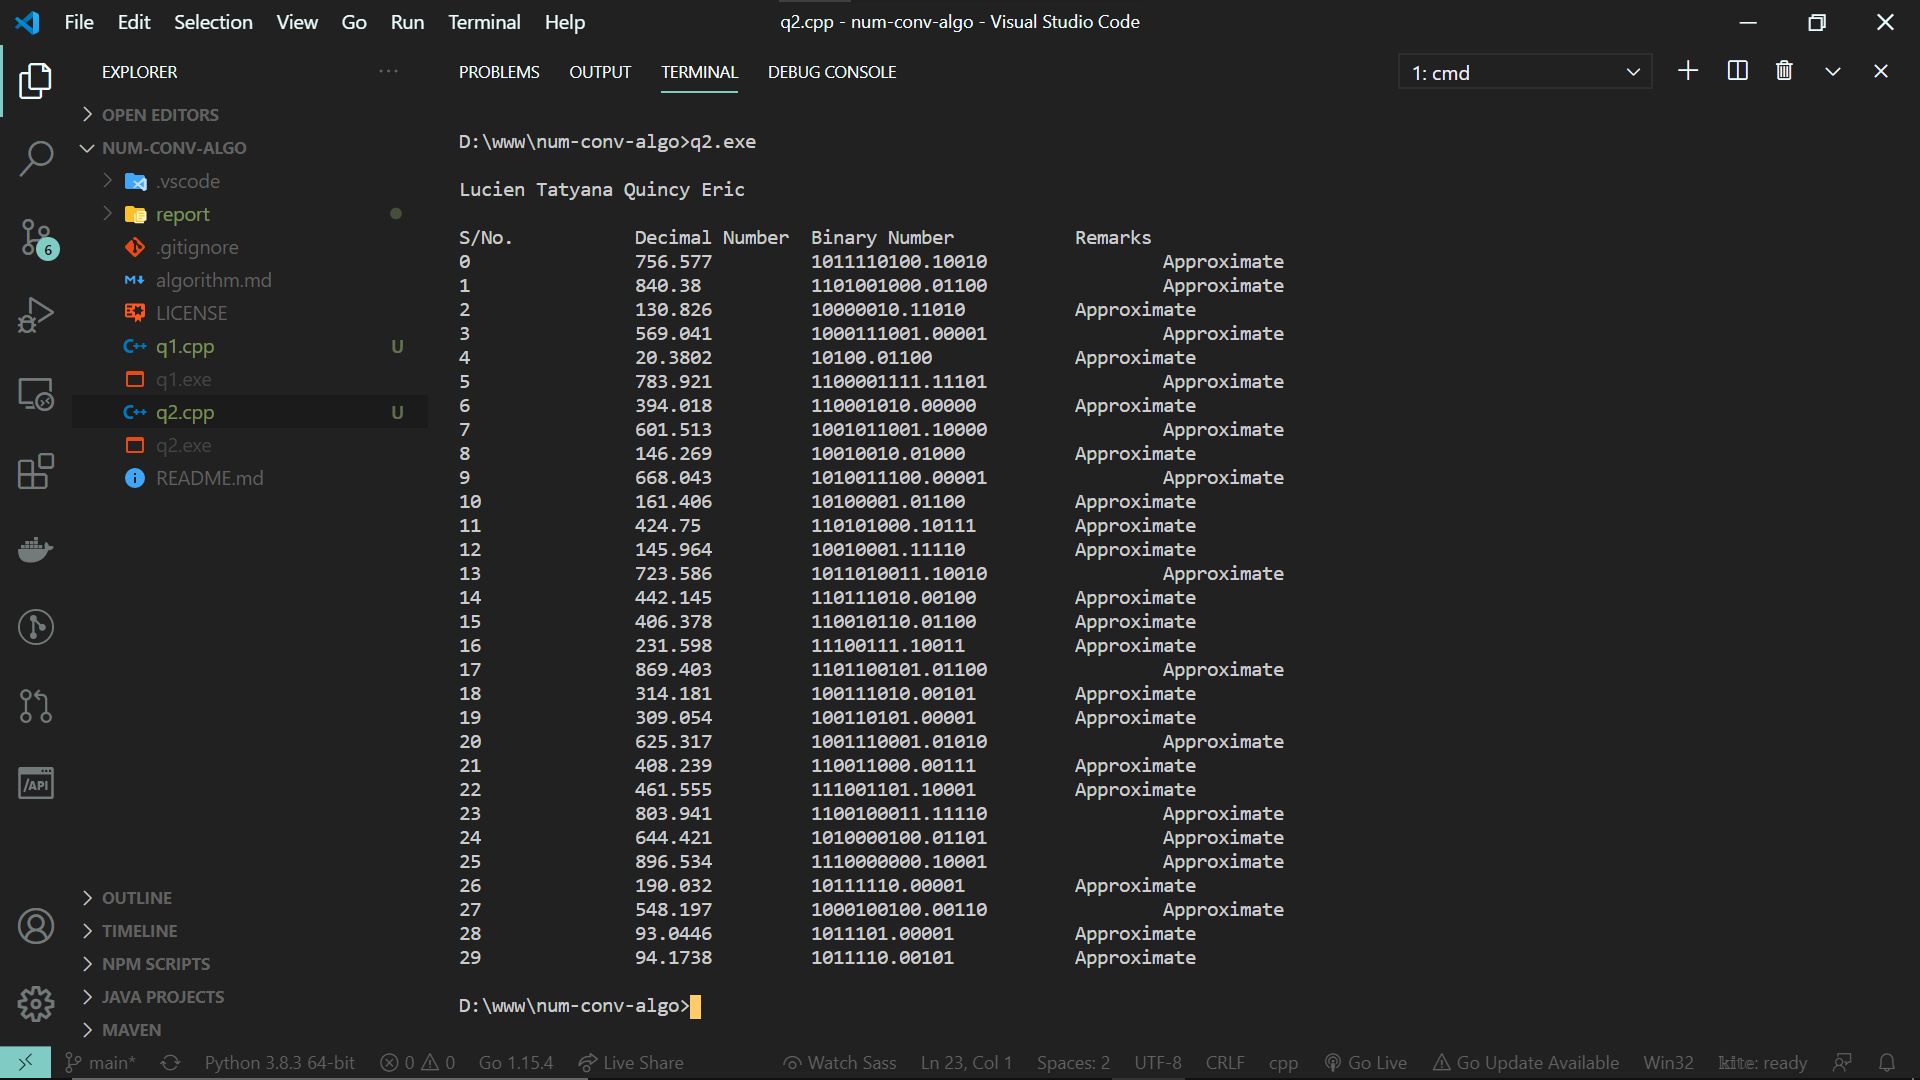 File Edit Selection View Go Run Terminal Help q2.cpp - num-conv-algo - Visual Studio Code
EXPLORER
OPEN EDITORS
NUM-CONV-ALGO
.vscode
report
.gitignore
algorithm.md
LICENSE
q1.cpp U
q1.exe
q2.cpp U
q2.exe
README.md
OUTLINE
TIMELINE
NPM SCRIPTS
JAVA PROJECTS
MAVEN
6
/API
PROBLEMS OUTPUT TERMINAL DEBUG CONSOLE 1: cmd
D:\www\num-conv-algo>q2.exe
Lucien Tatyana Quincy Eric
S/No. Decimal Number Binary Number Remarks
0 756.577 1011110100.10010 Approximate
1 840.38 1101001000.01100 Approximate
2 130.826 10000010.11010 Approximate
3 569.041 1000111001.00001 Approximate
4 20.3802 10100.01100 Approximate
5 783.921 1100001111.11101 Approximate
6 394.018 110001010.00000 Approximate
7 601.513 1001011001.10000 Approximate
8 146.269 10010010.01000 Approximate
9 668.043 1010011100.00001 Approximate
10 161.406 10100001.01100 Approximate
11 424.75 110101000.10111 Approximate
12 145.964 10010001.11110 Approximate
13 723.586 1011010011.10010 Approximate
14 442.145 110111010.00100 Approximate
15 406.378 110010110.01100 Approximate
16 231.598 11100111.10011 Approximate
17 869.403 1101100101.01100 Approximate
18 314.181 100111010.00101 Approximate
19 309.054 100110101.00001 Approximate
20 625.317 1001110001.01010 Approximate
21 408.239 110011000.00111 Approximate
22 461.555 111001101.10001 Approximate
23 803.941 1100100011.11110 Approximate
24 644.421 1010000100.01101 Approximate
25 896.534 1110000000.10001 Approximate
26 190.032 10111110.00001 Approximate
27 548.197 1000100100.00110 Approximate
28 93.0446 1011101.00001 Approximate
29 94.1738 1011110.00101 Approximate
D:\www\num-conv-algo>
main* Python 3.8.3 64-bit 0 0 Go 1.15.4 Live Share Watch Sass Ln 23, Col 1 Spaces: 2 UTF-8 CRLF cpp Go Live Go Update Available Win32 kite: ready